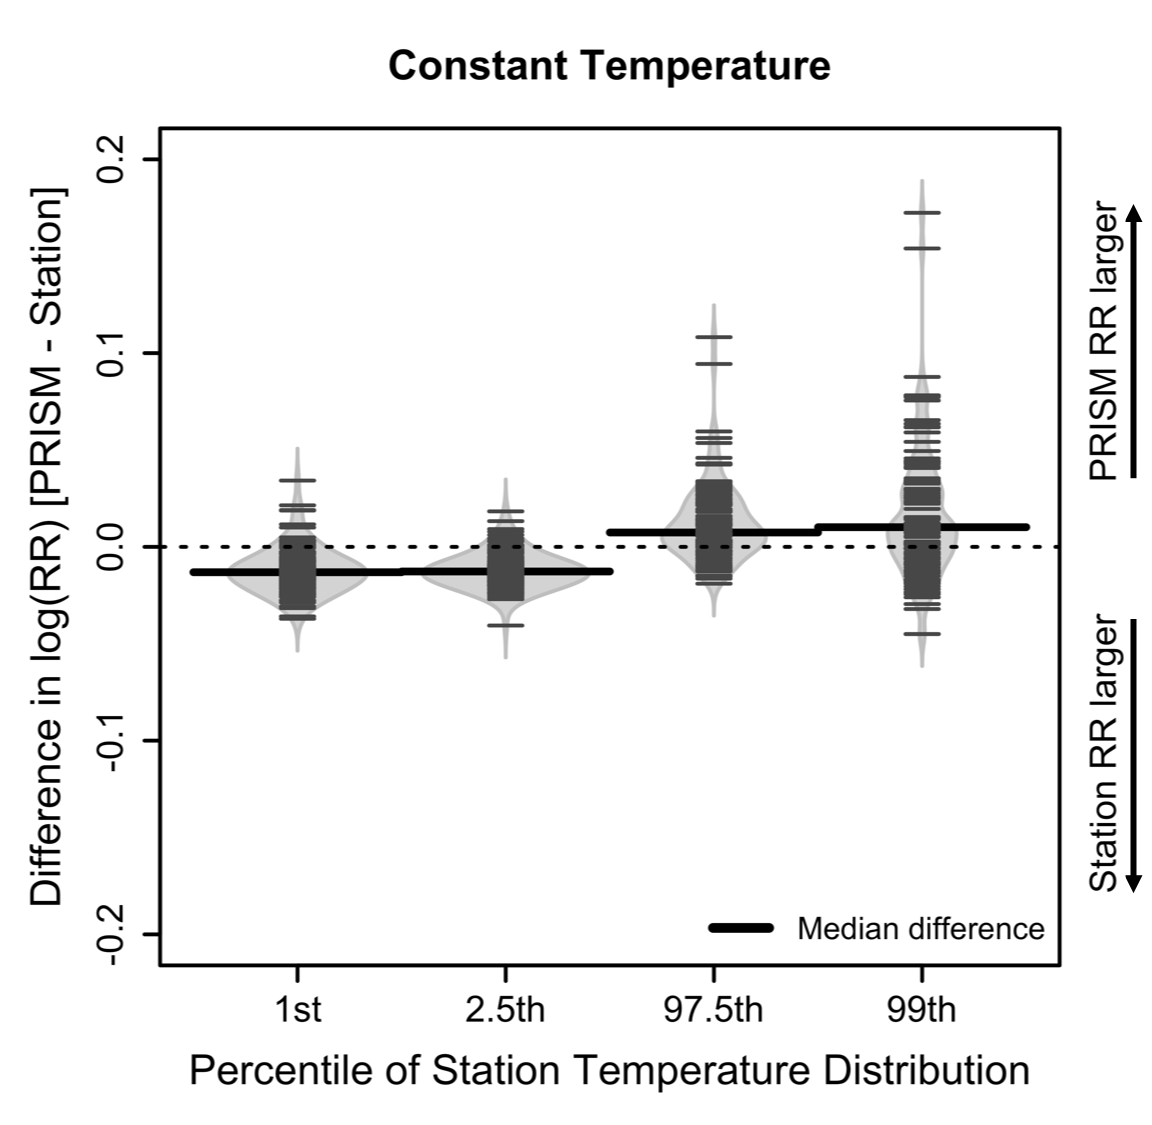 Constant Temperature
Difference in log(RR) [PRISM - Station]
0.2
0.1
0.0
-0.1
-0.2
PRISM RR larger
Station RR larger
Median difference
1st 2.5th 97.5th 99th
Percentile of Station Temperature Distribution